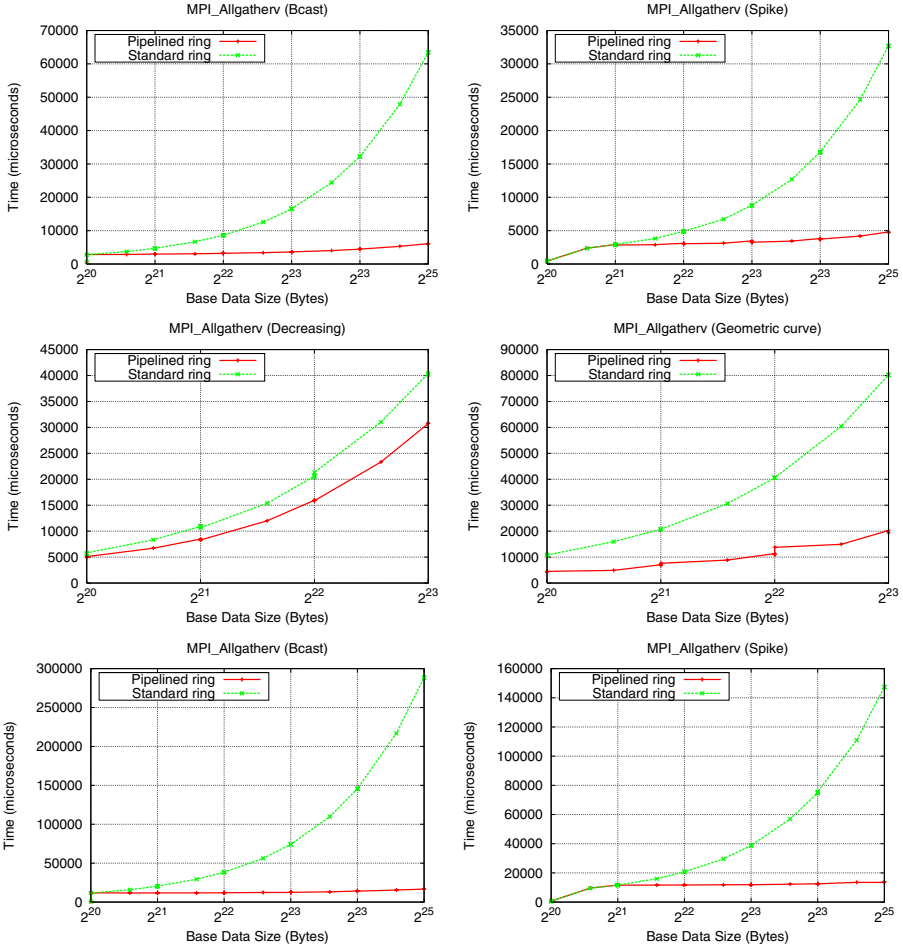 MPI_Allgatherv (Bcast)
70000
60000
50000
40000
30000
20000
10000
0
Time (microseconds)
Pipelined ring
Standard ring
2^20 2^21 2^22 2^23 2^23 2^25
Base Data Size (Bytes)
MPI_Allgatherv (Spike)
35000
30000
25000
20000
15000
10000
5000
0
Time (microseconds)
Pipelined ring
Standard ring
2^20 2^21 2^22 2^23 2^23 2^25
Base Data Size (Bytes)
MPI_Allgatherv (Decreasing)
45000
40000
35000
30000
25000
20000
15000
10000
5000
0
Time (microseconds)
Pipelined ring
Standard ring
2^20 2^21 2^22 2^23
Base Data Size (Bytes)
MPI_Allgatherv (Geometric curve)
90000
80000
70000
60000
50000
40000
30000
20000
10000
0
Time (microseconds)
Pipelined ring
Standard ring
2^20 2^21 2^22 2^23
Base Data Size (Bytes)
MPI_Allgatherv (Bcast)
300000
250000
200000
150000
100000
50000
0
Time (microseconds)
Pipelined ring
Standard ring
2^20 2^21 2^22 2^23 2^23 2^25
Base Data Size (Bytes)
MPI_Allgatherv (Spike)
160000
140000
120000
100000
80000
60000
40000
20000
0
Time (microseconds)
Pipelined ring
Standard ring
2^20 2^21 2^22 2^23 2^23 2^25
Base Data Size (Bytes)